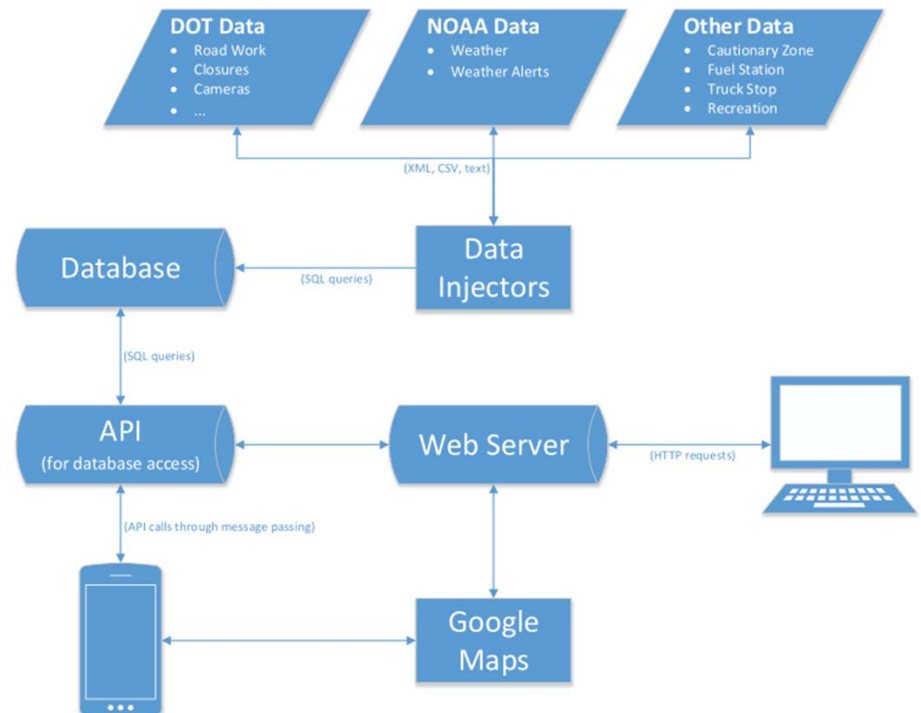 DOT Data
• Road Work
• Closures
• Cameras
• ...
NOAA Data
• Weather
• Weather Alerts
Other Data
• Cautionary Zone
• Fuel Station
• Truck Stop
• Recreation
(XML, CSV, text)
Database
(SQL queries)
Data
Injectors
(SQL queries)
API
(for database access)
Web Server
(HTTP requests)
(API calls through message passing)
Google
Maps